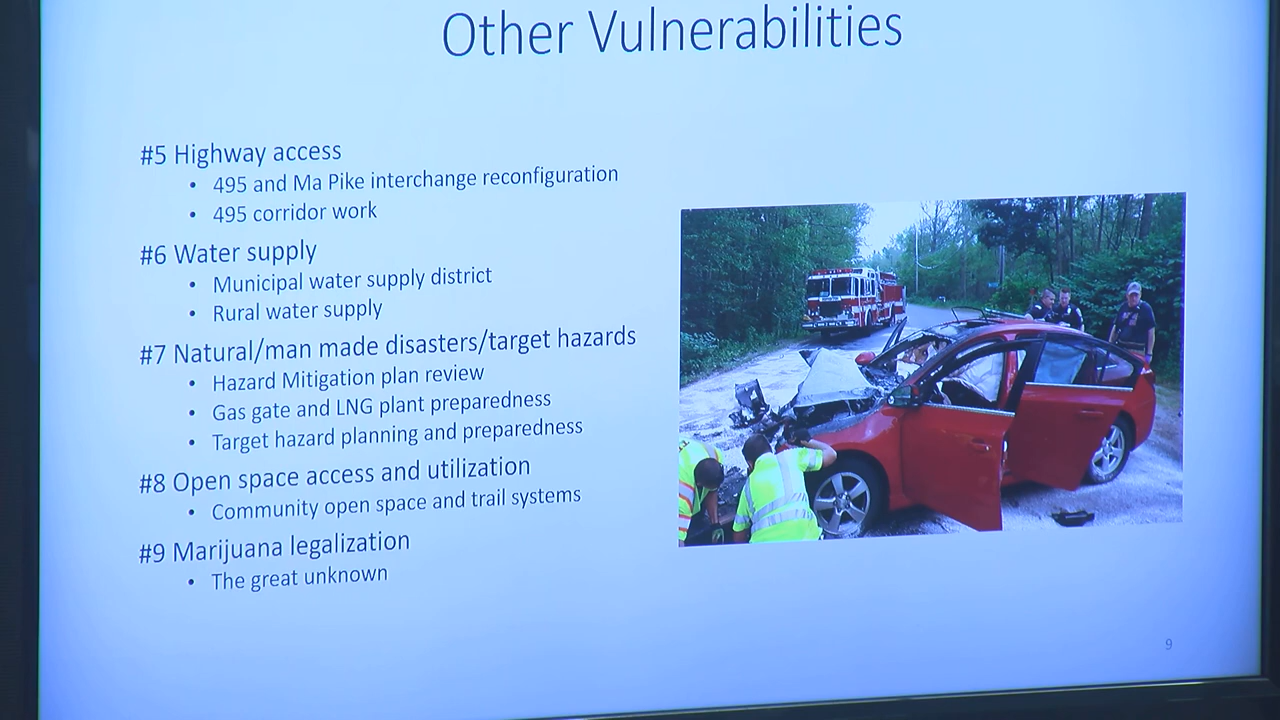 Other Vulnerabilities
#5 Highway access
• 495 and Ma Pike interchange reconfiguration
• 495 corridor work
#6 Water supply
• Municipal water supply district
• Rural water supply
#7 Natural/man made disasters/target hazards
• Hazard Mitigation plan review
• Gas gate and LNG plant preparedness
• Target hazard planning and preparedness
#8 Open space access and utilization
• Community open space and trail systems
#9 Marijuana legalization
• The great unknown
9